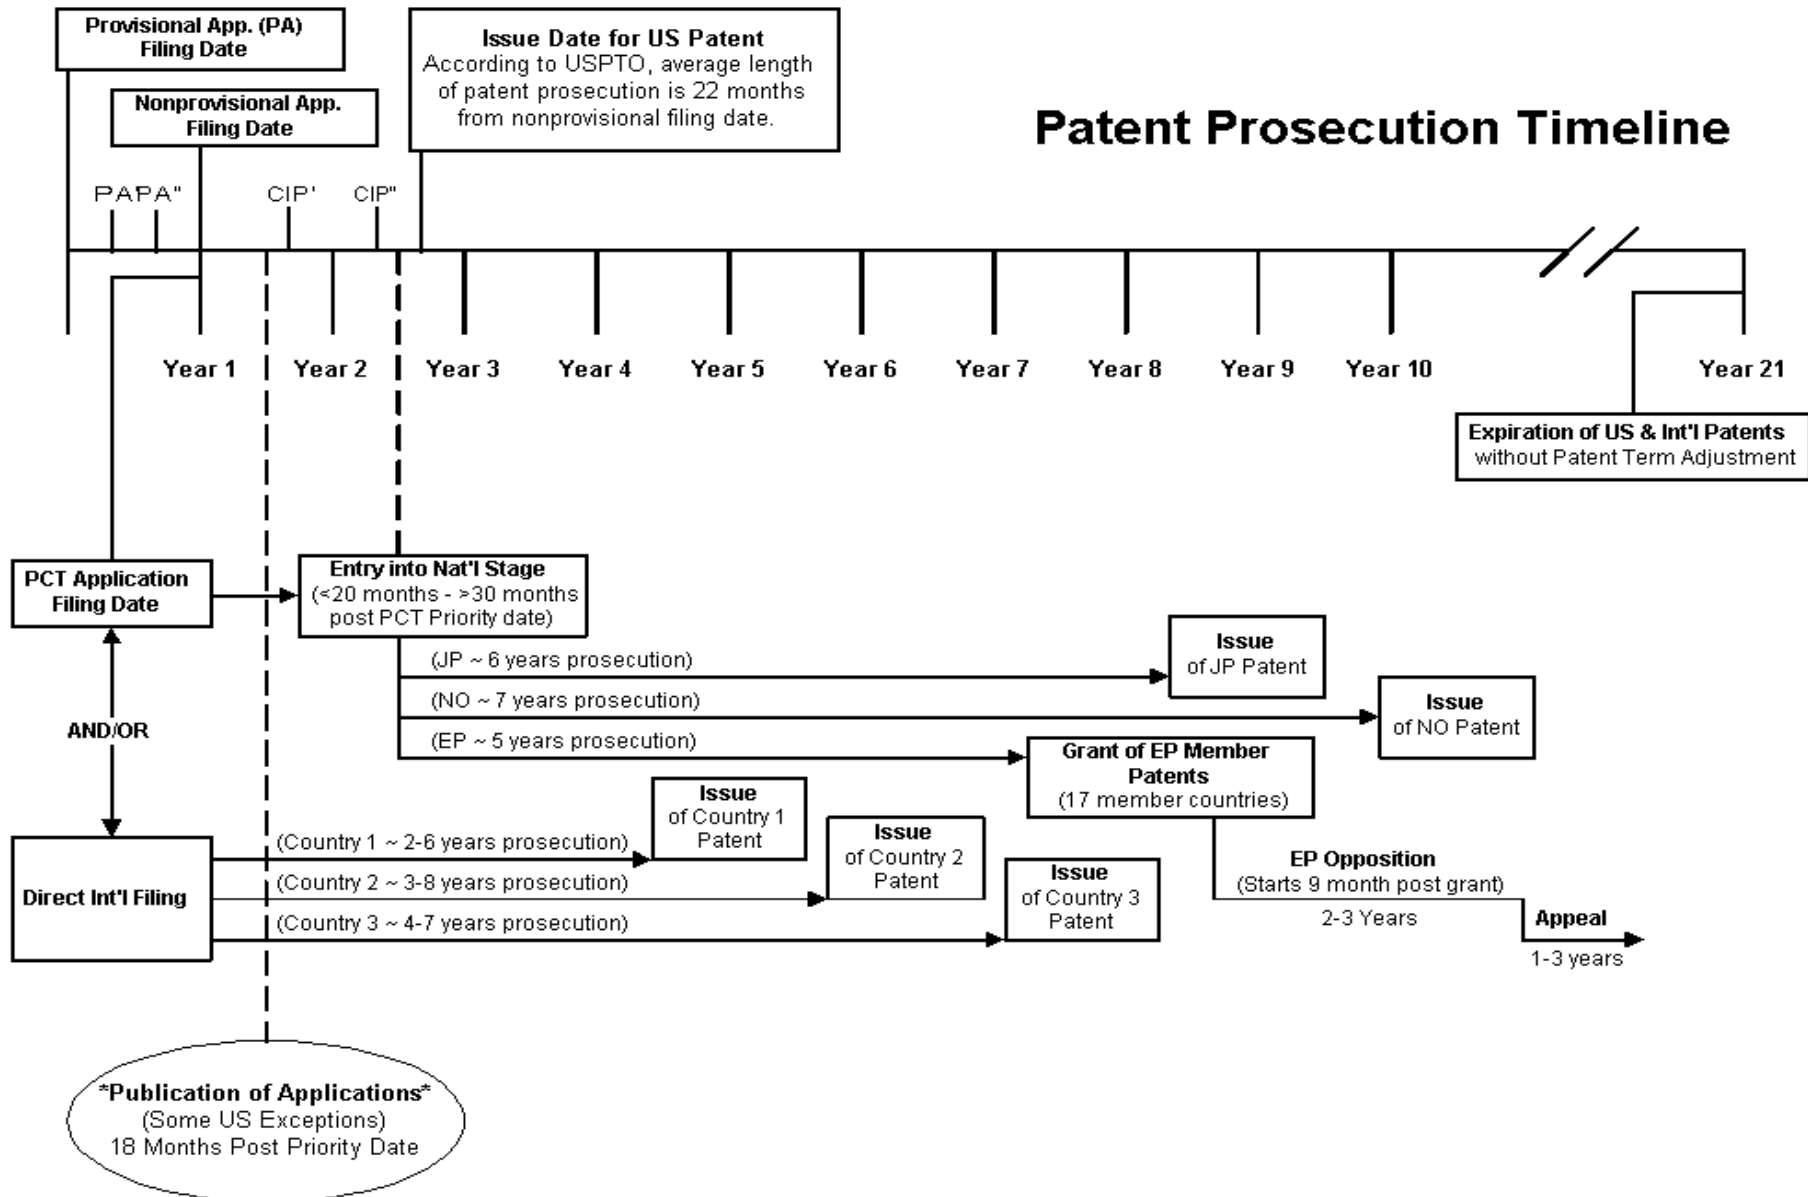 Provisional App. (PA)
Filing Date
Nonprovisional App.
Filing Date
Issue Date for US Patent
According to USPTO, average length
of patent prosecution is 22 months
from nonprovisional filing date.
Patent Prosecution Timeline
PA'PA"
CIP'
CIP"
Year 1
Year 2
Year 3
Year 4
Year 5
Year 6
Year 7
Year 8
Year 9
Year 10
Year 21
Expiration of US & Int'l Patents
without Patent Term Adjustment
PCT Application
Filing Date
Entry into Nat'l Stage
(<20 months - >30 months
post PCT Priority date)
(JP ~ 6 years prosecution)
Issue
of JP Patent
(NO ~ 7 years prosecution)
Issue
of NO Patent
(EP ~ 5 years prosecution)
Grant of EP Member
Patents
(17 member countries)
AND/OR
Direct Int'l Filing
(Country 1 ~ 2-6 years prosecution)
Issue
of Country 1
Patent
(Country 2 ~ 3-8 years prosecution)
Issue
of Country 2
Patent
(Country 3 ~ 4-7 years prosecution)
Issue
of Country 3
Patent
EP Opposition
(Starts 9 month post grant)
2-3 Years
Appeal
1-3 years
*Publication of Applications*
(Some US Exceptions)
18 Months Post Priority Date